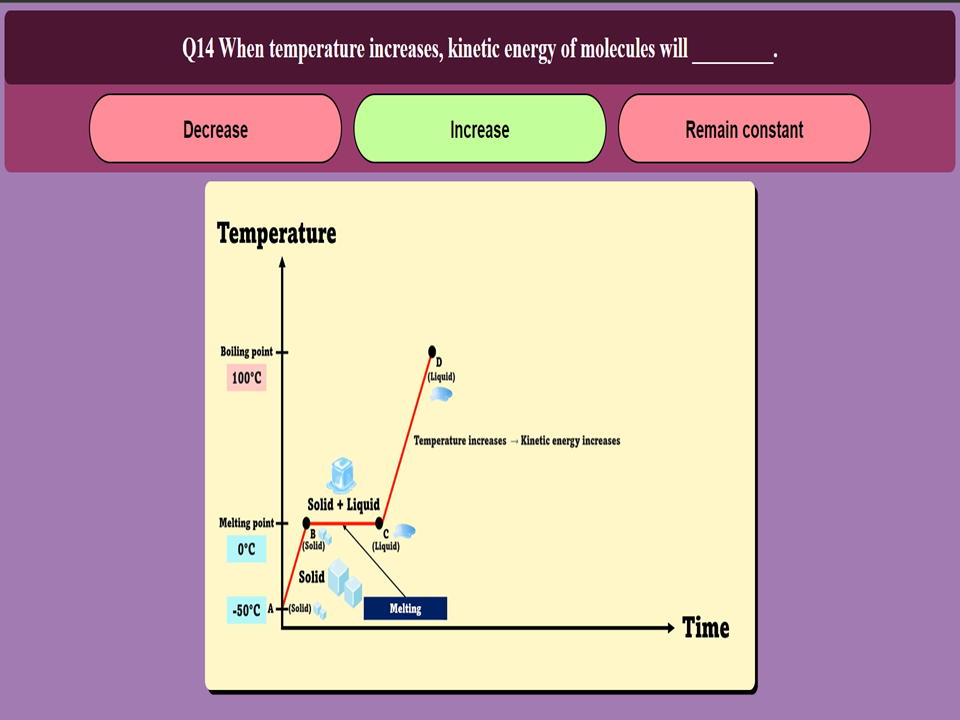 Q14 When temperature increases, kinetic energy of molecules will _________.
Decrease
Increase
Remain constant
Temperature
Boiling point
100°C
D
(Liquid)
Temperature increases → Kinetic energy increases
Solid + Liquid
Melting point
0°C
B
(Solid)
C
(Liquid)
Solid
-50°C
A
(Solid)
Melting
Time